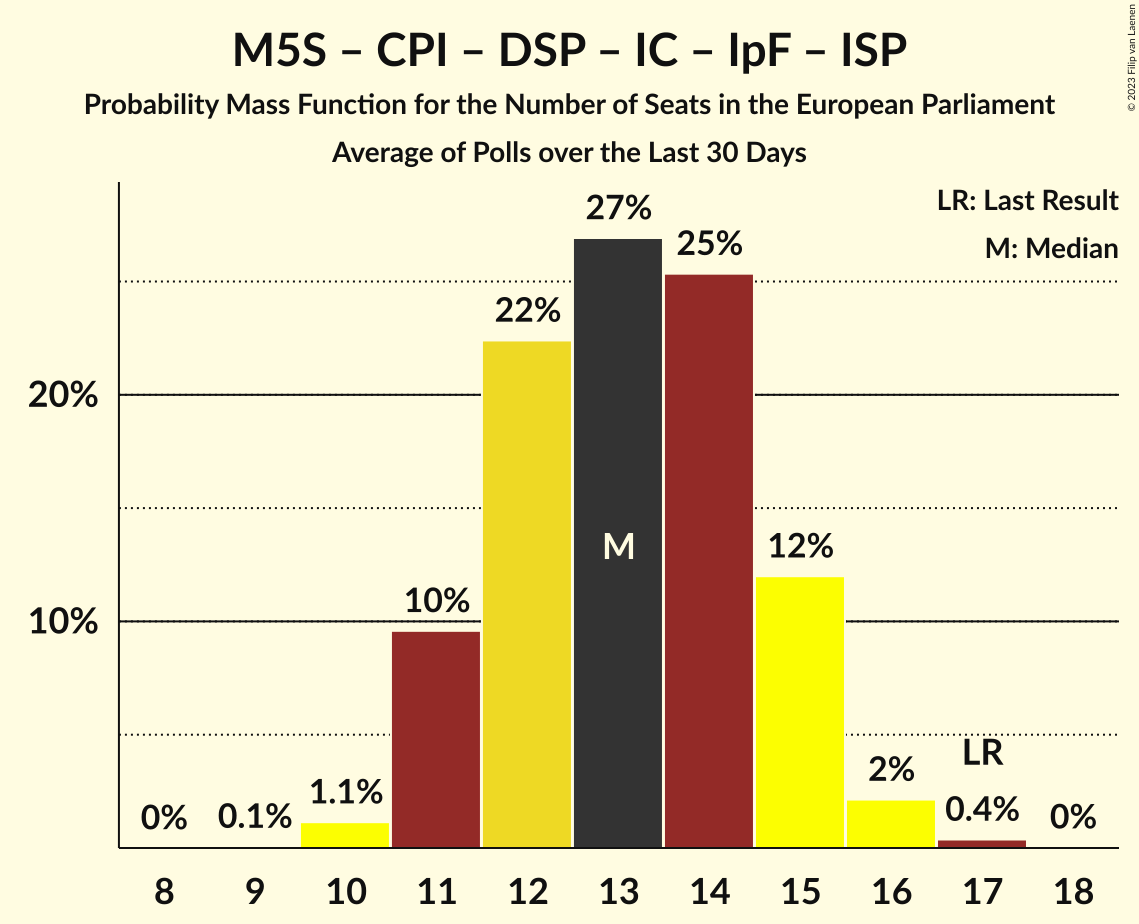 M5S – CPI – DSP – IC – IpF – ISP
Probability Mass Function for the Number of Seats in the European Parliament
Average of Polls over the Last 30 Days
© 2023 Filip van Laenen
LR: Last Result
M: Median
20%
10%
0%
0.1%
1.1%
10%
22%
27%
M
25%
12%
2%
LR
0.4%
0%
8 9 10 11 12 13 14 15 16 17 18